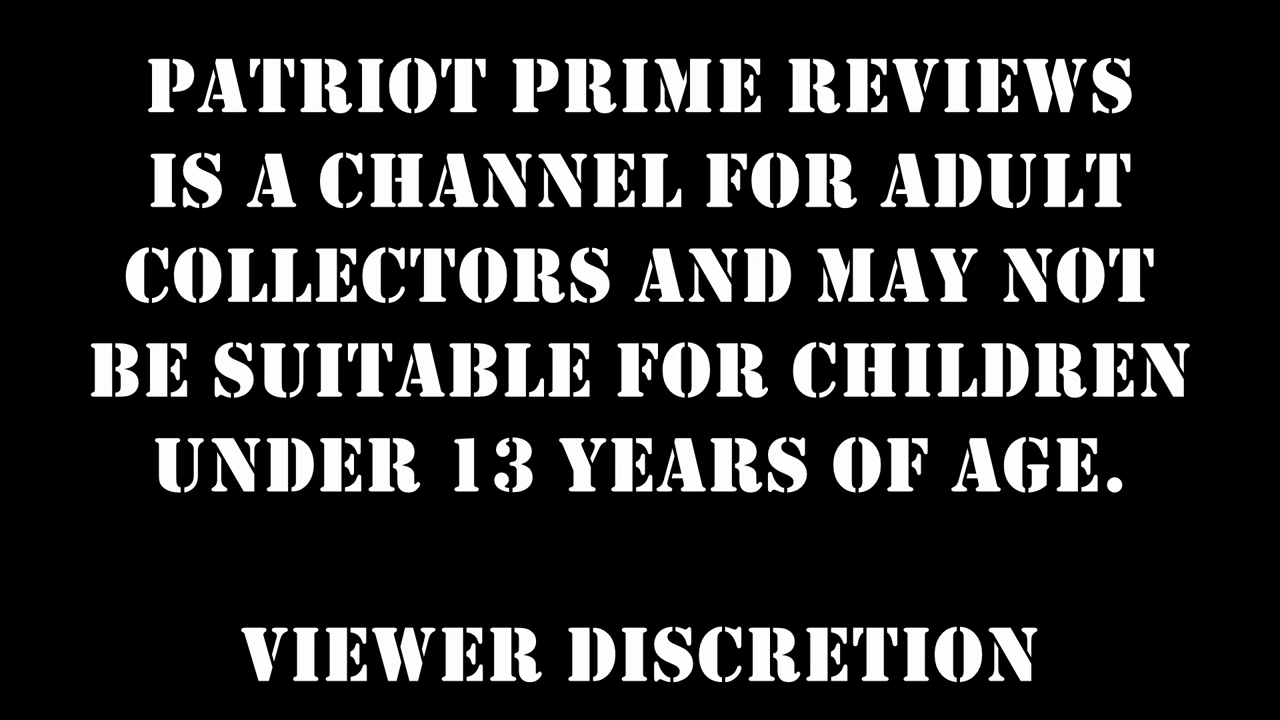 PATRIOT PRIME REVIEWS
IS A CHANNEL FOR ADULT
COLLECTORS AND MAY NOT
BE SUITABLE FOR CHILDREN
UNDER 13 YEARS OF AGE.
VIEWER DISCRETION